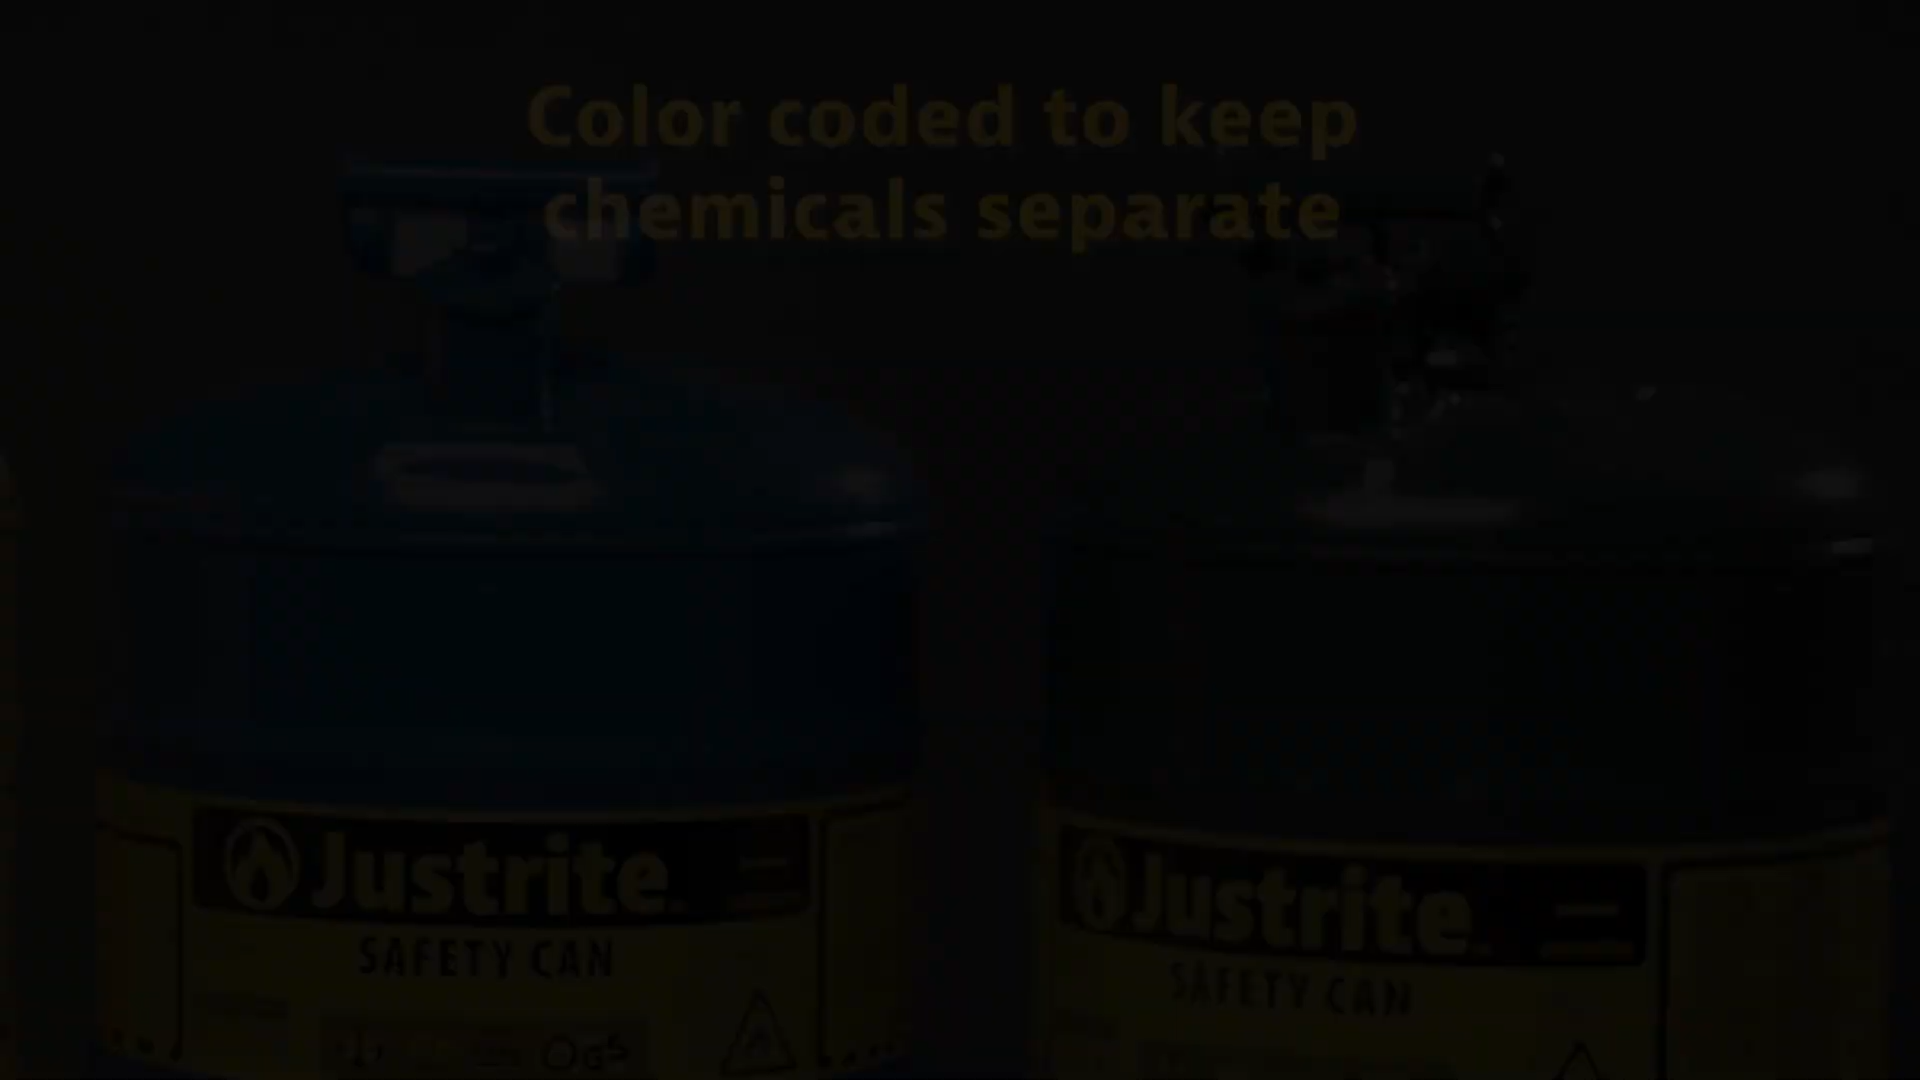 Color coded to keep
chemicals separate
Justrite
SAFETY CAN
Justrite
SAFETY CAN